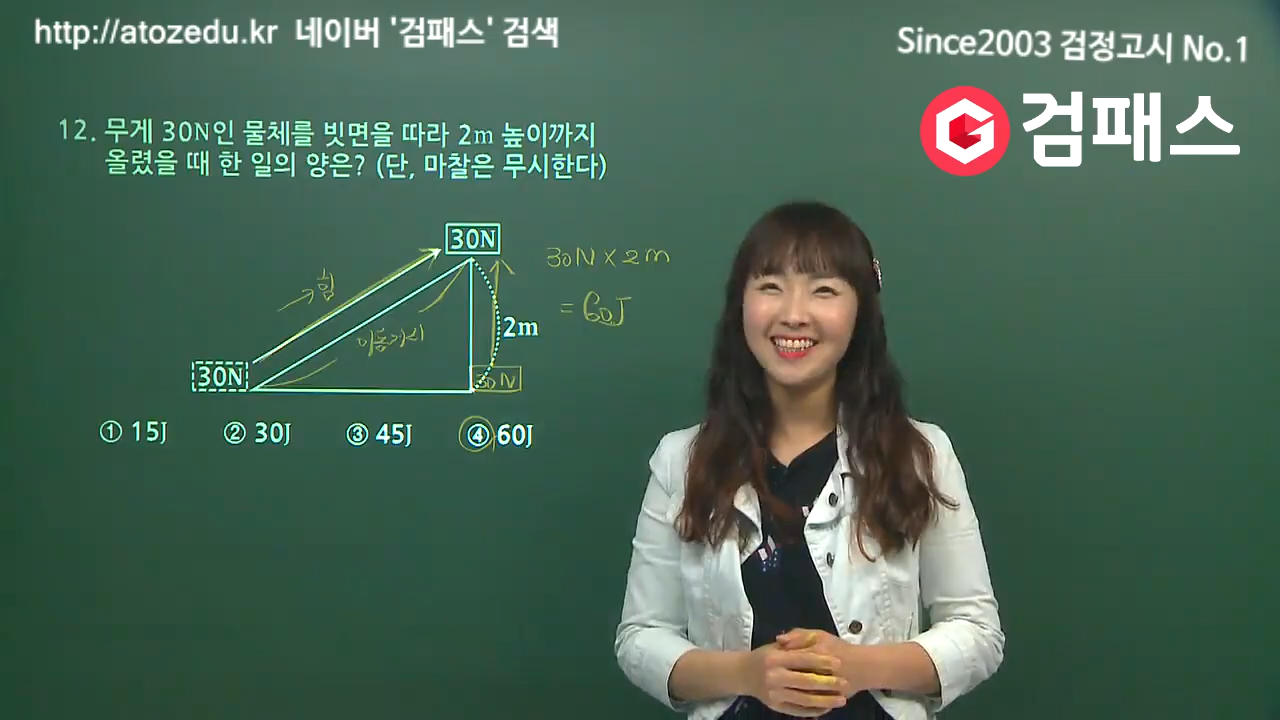 http://atozedu.kr 네이버 '검패스' 검색
Since2003 검정고시 No.1
검패스
12. 무게 30N인 물체를 빗면을 따라 2m 높이까지
올렸을 때 한 일의 양은? (단, 마찰은 무시한다)
30N
30N × 2m
= 60J
힘
이동거리
2m
30N
30N
① 15J ② 30J ③ 45J ④ 60J